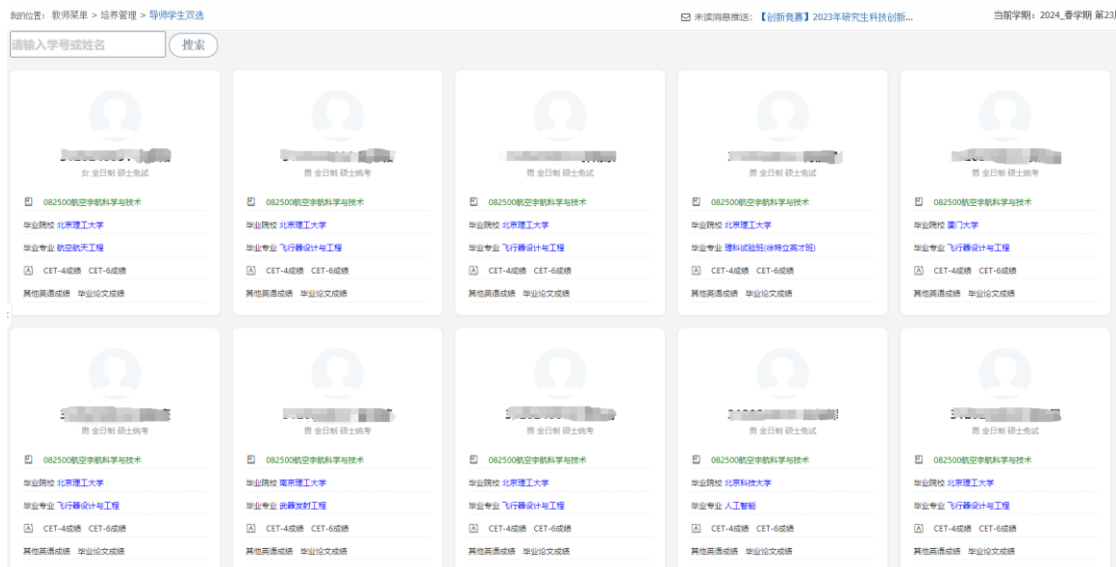 我的位置：教师菜单 > 培养管理 > 导师学生双选
未读消息推送：【创新竞赛】2023年研究生科技创新...
当前学期：2024_春学期 第23
请输入学号或姓名 搜索
女 全日制 硕士免试
男 全日制 硕士统考
男 全日制 硕士免试
男 全日制 硕士免试
男 全日制 硕士统考
082500航空宇航科学与技术
082500航空宇航科学与技术
082500航空宇航科学与技术
082500航空宇航科学与技术
082500航空宇航科学与技术
毕业院校 北京理工大学
毕业院校 北京理工大学
毕业院校 北京理工大学
毕业院校 北京理工大学
毕业院校 厦门大学
毕业专业 航空航天工程
毕业专业 飞行器设计与工程
毕业专业 飞行器设计与工程
毕业专业 理科试验班(徐特立英才班)
毕业专业 飞行器设计与工程
CET-4成绩 CET-6成绩
CET-4成绩 CET-6成绩
CET-4成绩 CET-6成绩
CET-4成绩 CET-6成绩
CET-4成绩 CET-6成绩
其他英语成绩 毕业论文成绩
其他英语成绩 毕业论文成绩
其他英语成绩 毕业论文成绩
其他英语成绩 毕业论文成绩
其他英语成绩 毕业论文成绩
男 全日制 硕士统考
男 全日制 硕士统考
男 全日制 硕士统考
男 全日制 硕士免试
男 全日制 硕士免试
082500航空宇航科学与技术
082500航空宇航科学与技术
082500航空宇航科学与技术
082500航空宇航科学与技术
082500航空宇航科学与技术
毕业院校 北京理工大学
毕业院校 南京理工大学
毕业院校 北京理工大学
毕业院校 北京科技大学
毕业院校 北京理工大学
毕业专业 飞行器设计与工程
毕业专业 武器发射工程
毕业专业 飞行器设计与工程
毕业专业 人工智能
毕业专业 飞行器设计与工程
CET-4成绩 CET-6成绩
CET-4成绩 CET-6成绩
CET-4成绩 CET-6成绩
CET-4成绩 CET-6成绩
CET-4成绩 CET-6成绩
其他英语成绩 毕业论文成绩
其他英语成绩 毕业论文成绩
其他英语成绩 毕业论文成绩
其他英语成绩 毕业论文成绩
其他英语成绩 毕业论文成绩